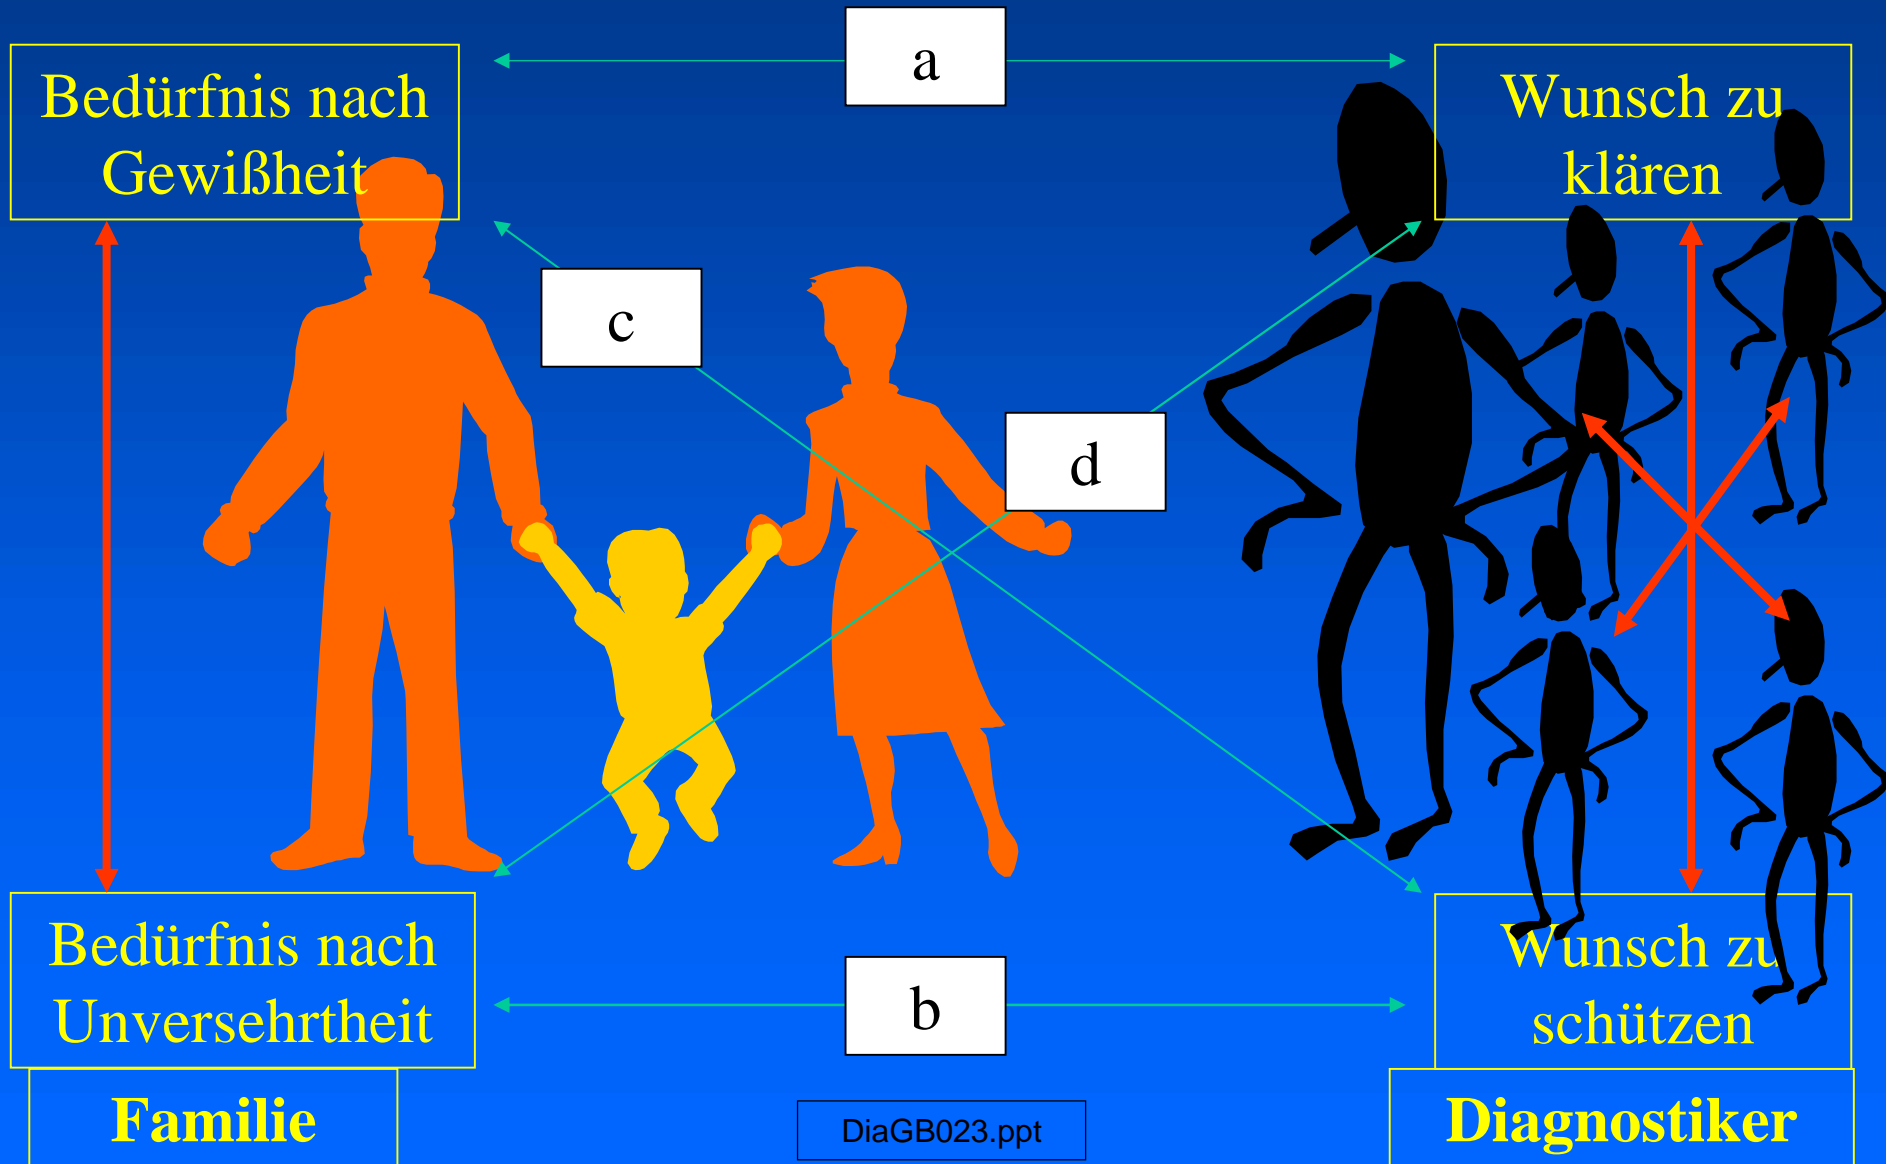 a
Bedürfnis nach
Gewißheit
Wunsch zu
klären
c
d
Bedürfnis nach
Unversehrtheit
b
Wunsch zu
schützen
Familie
DiaGB023.ppt
Diagnostiker